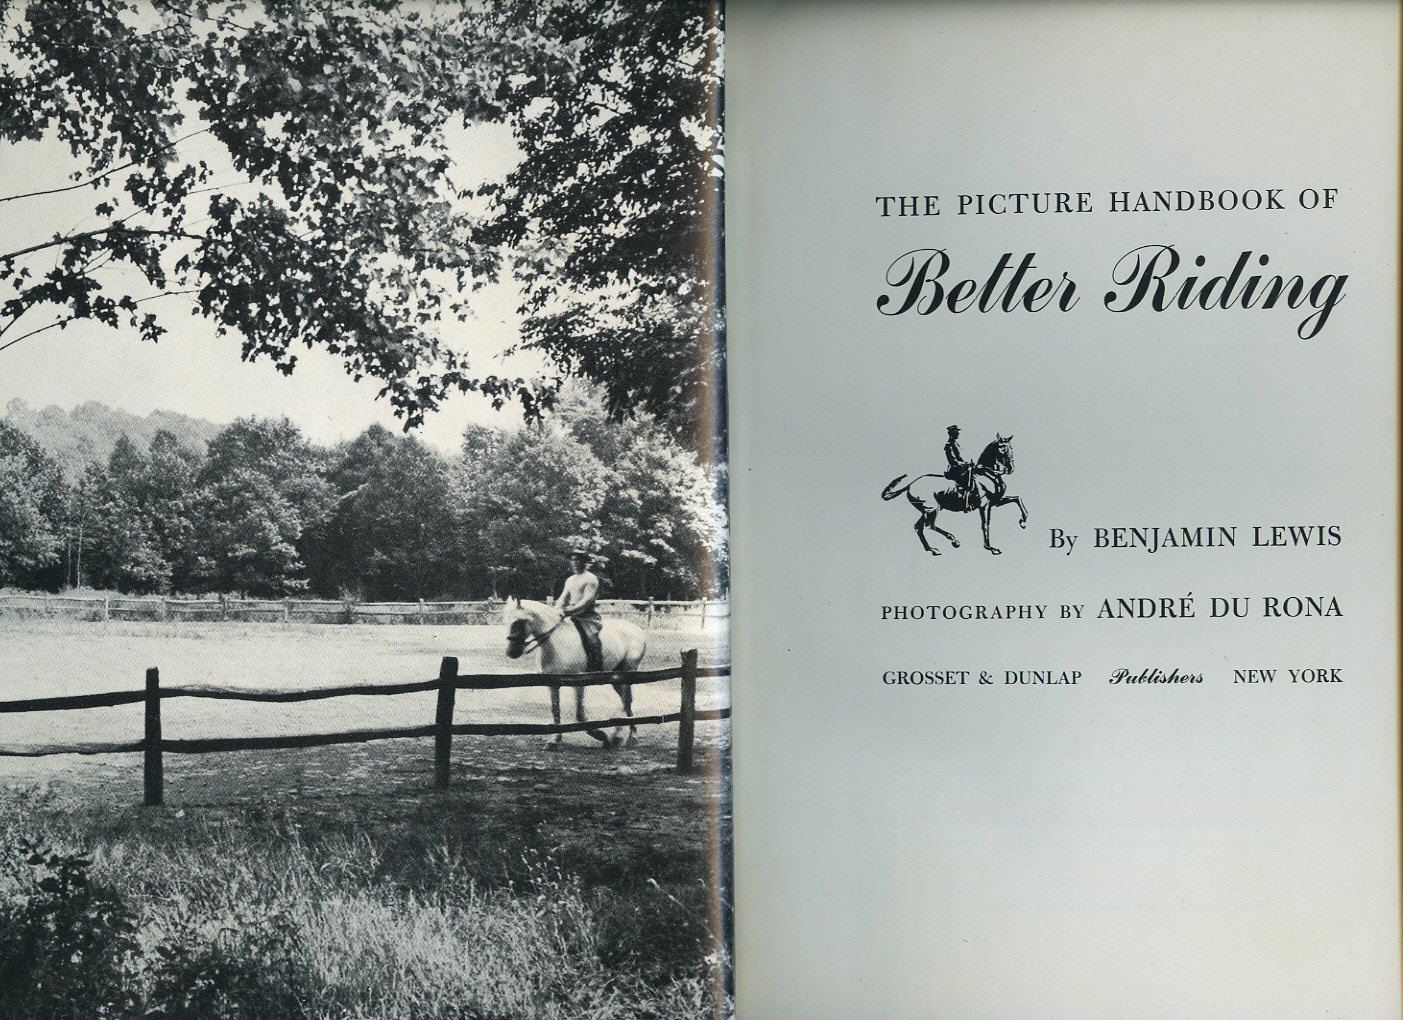 THE PICTURE HANDBOOK OF
Better Riding
By BENJAMIN LEWIS
PHOTOGRAPHY BY ANDRÉ DU RONA
GROSSET & DUNLAP Publishers NEW YORK